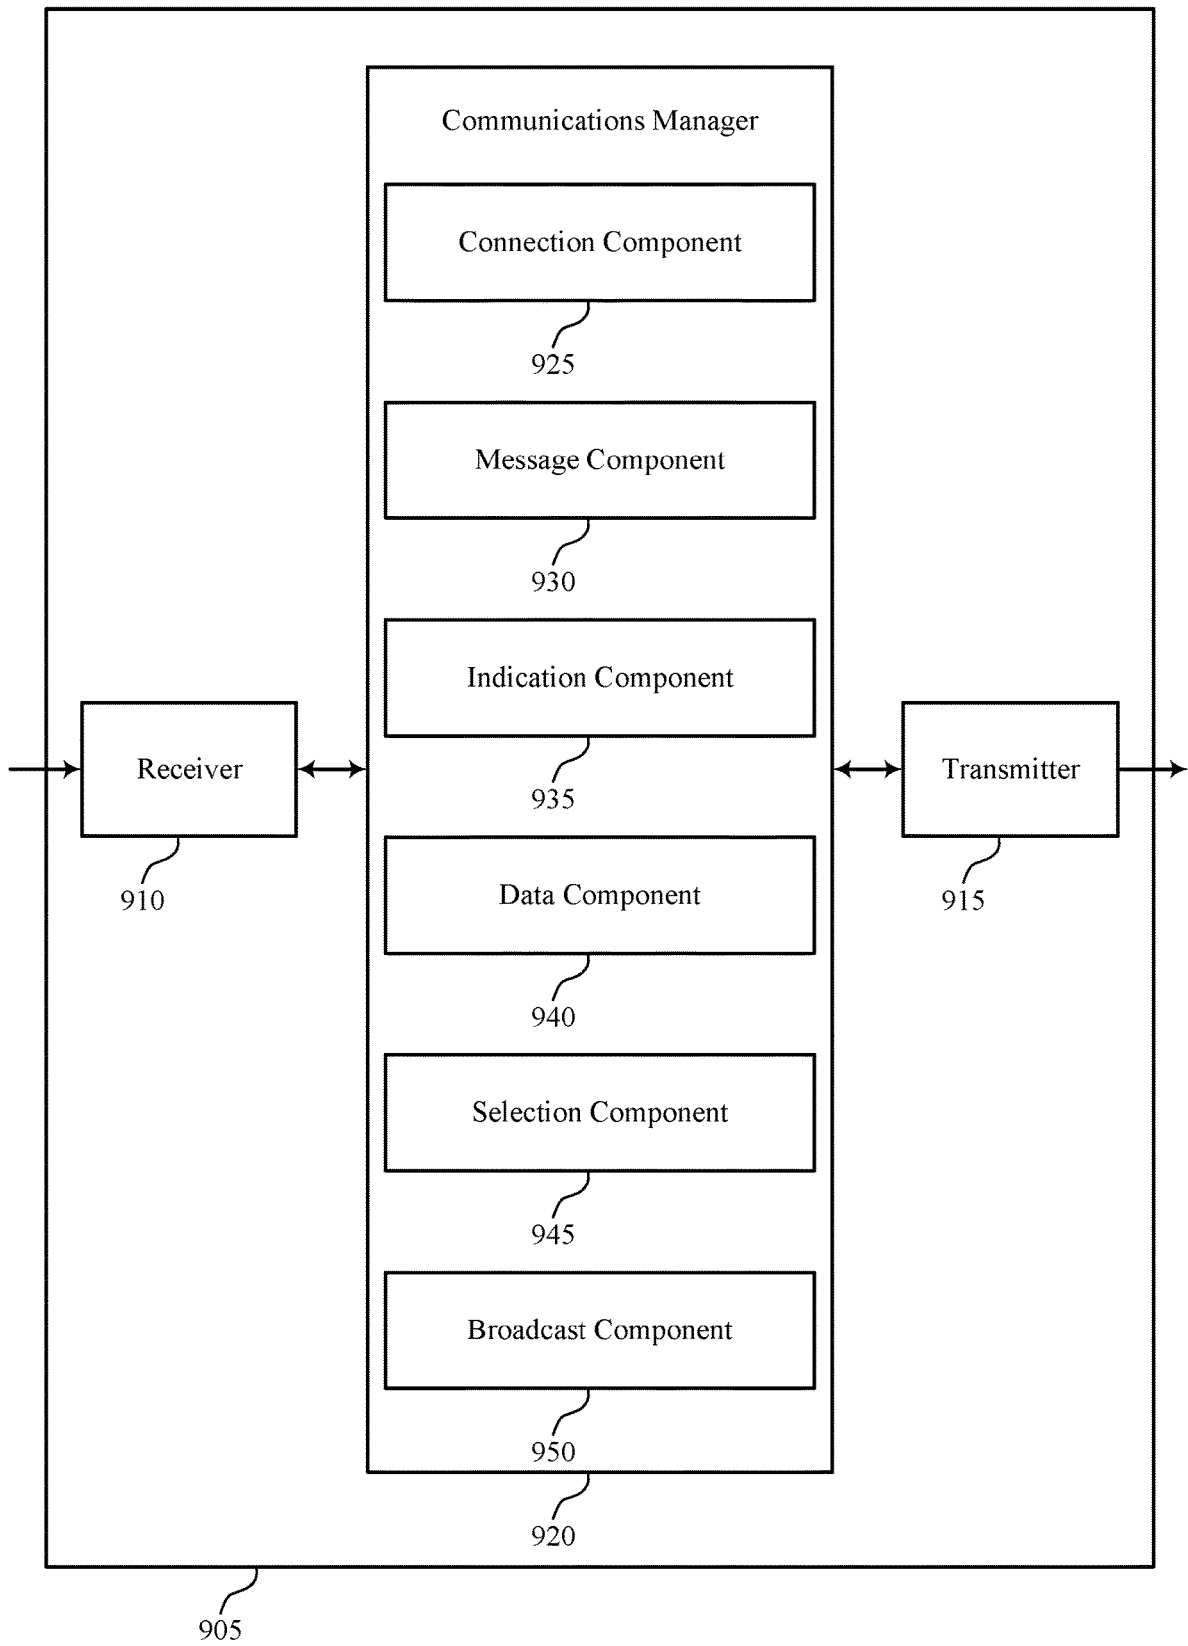 Communications Manager
Connection Component
925
Message Component
930
Indication Component
935
Receiver
910
Transmitter
915
Data Component
940
Selection Component
945
Broadcast Component
950
920
905